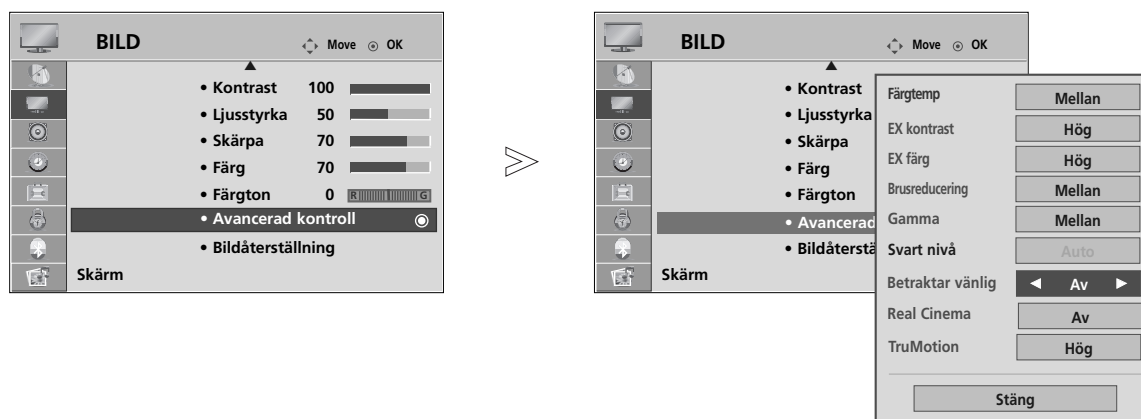 BILD
Move OK
• Kontrast 100
• Ljusstyrka 50
• Skärpa 70
• Färg 70
• Färgton 0 R G
• Avancerad kontroll
• Bildåterställning
Skärm
BILD
Move OK
• Kontrast
• Ljusstyrka
• Skärpa
• Färg
• Färgton
• Avancerad
• Bildåterstä
Skärm
Färgtemp Mellan
EX kontrast Hög
EX färg Hög
Brusreducering Mellan
Gamma Mellan
Svart nivå Auto
Betraktar vänlig ◄ Av ►
Real Cinema Av
TruMotion Hög
Stäng